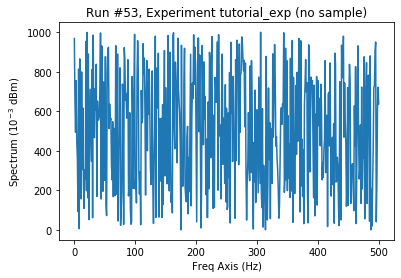 Run #53, Experiment tutorial_exp (no sample)
1000
800
600
400
200
0
Spectrum (10⁻³ dBm)
0 100 200 300 400 500
Freq Axis (Hz)